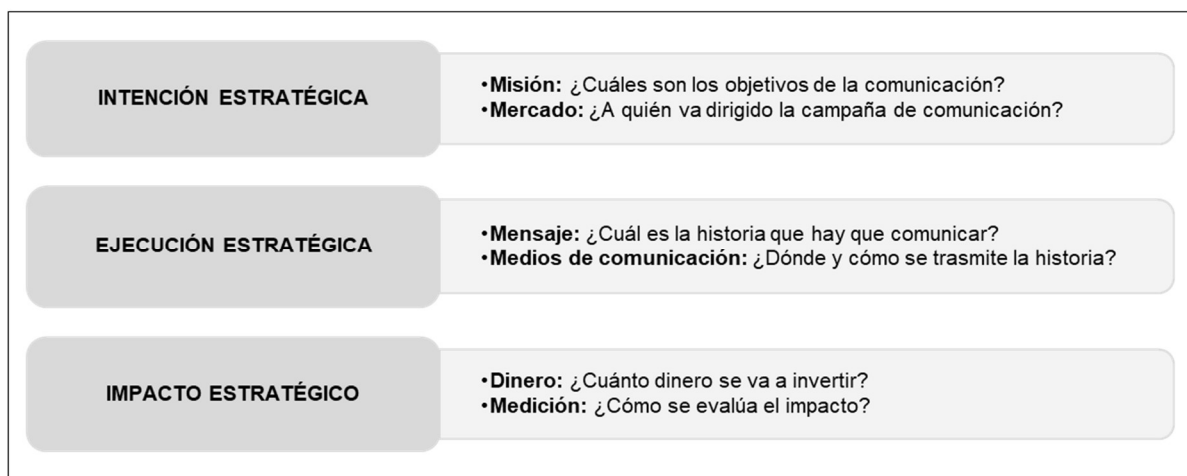 INTENCIÓN ESTRATÉGICA
•Misión: ¿Cuáles son los objetivos de la comunicación?
•Mercado: ¿A quién va dirigido la campaña de comunicación?
EJECUCIÓN ESTRATÉGICA
•Mensaje: ¿Cuál es la historia que hay que comunicar?
•Medios de comunicación: ¿Dónde y cómo se trasmite la historia?
IMPACTO ESTRATÉGICO
•Dinero: ¿Cuánto dinero se va a invertir?
•Medición: ¿Cómo se evalúa el impacto?